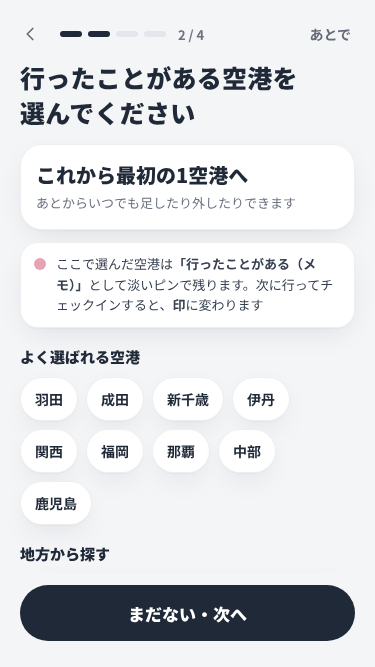 2 / 4
あとで
行ったことがある空港を
選んでください
これから最初の1空港へ
あとからいつでも足したり外したりできます
ここで選んだ空港は「行ったことがある（メ
モ）」として淡いピンで残ります。次に行ってチ
ェックインすると、印に変わります
よく選ばれる空港
羽田 成田 新千歳 伊丹
関西 福岡 那覇 中部
鹿児島
地方から探す
まだない・次へ